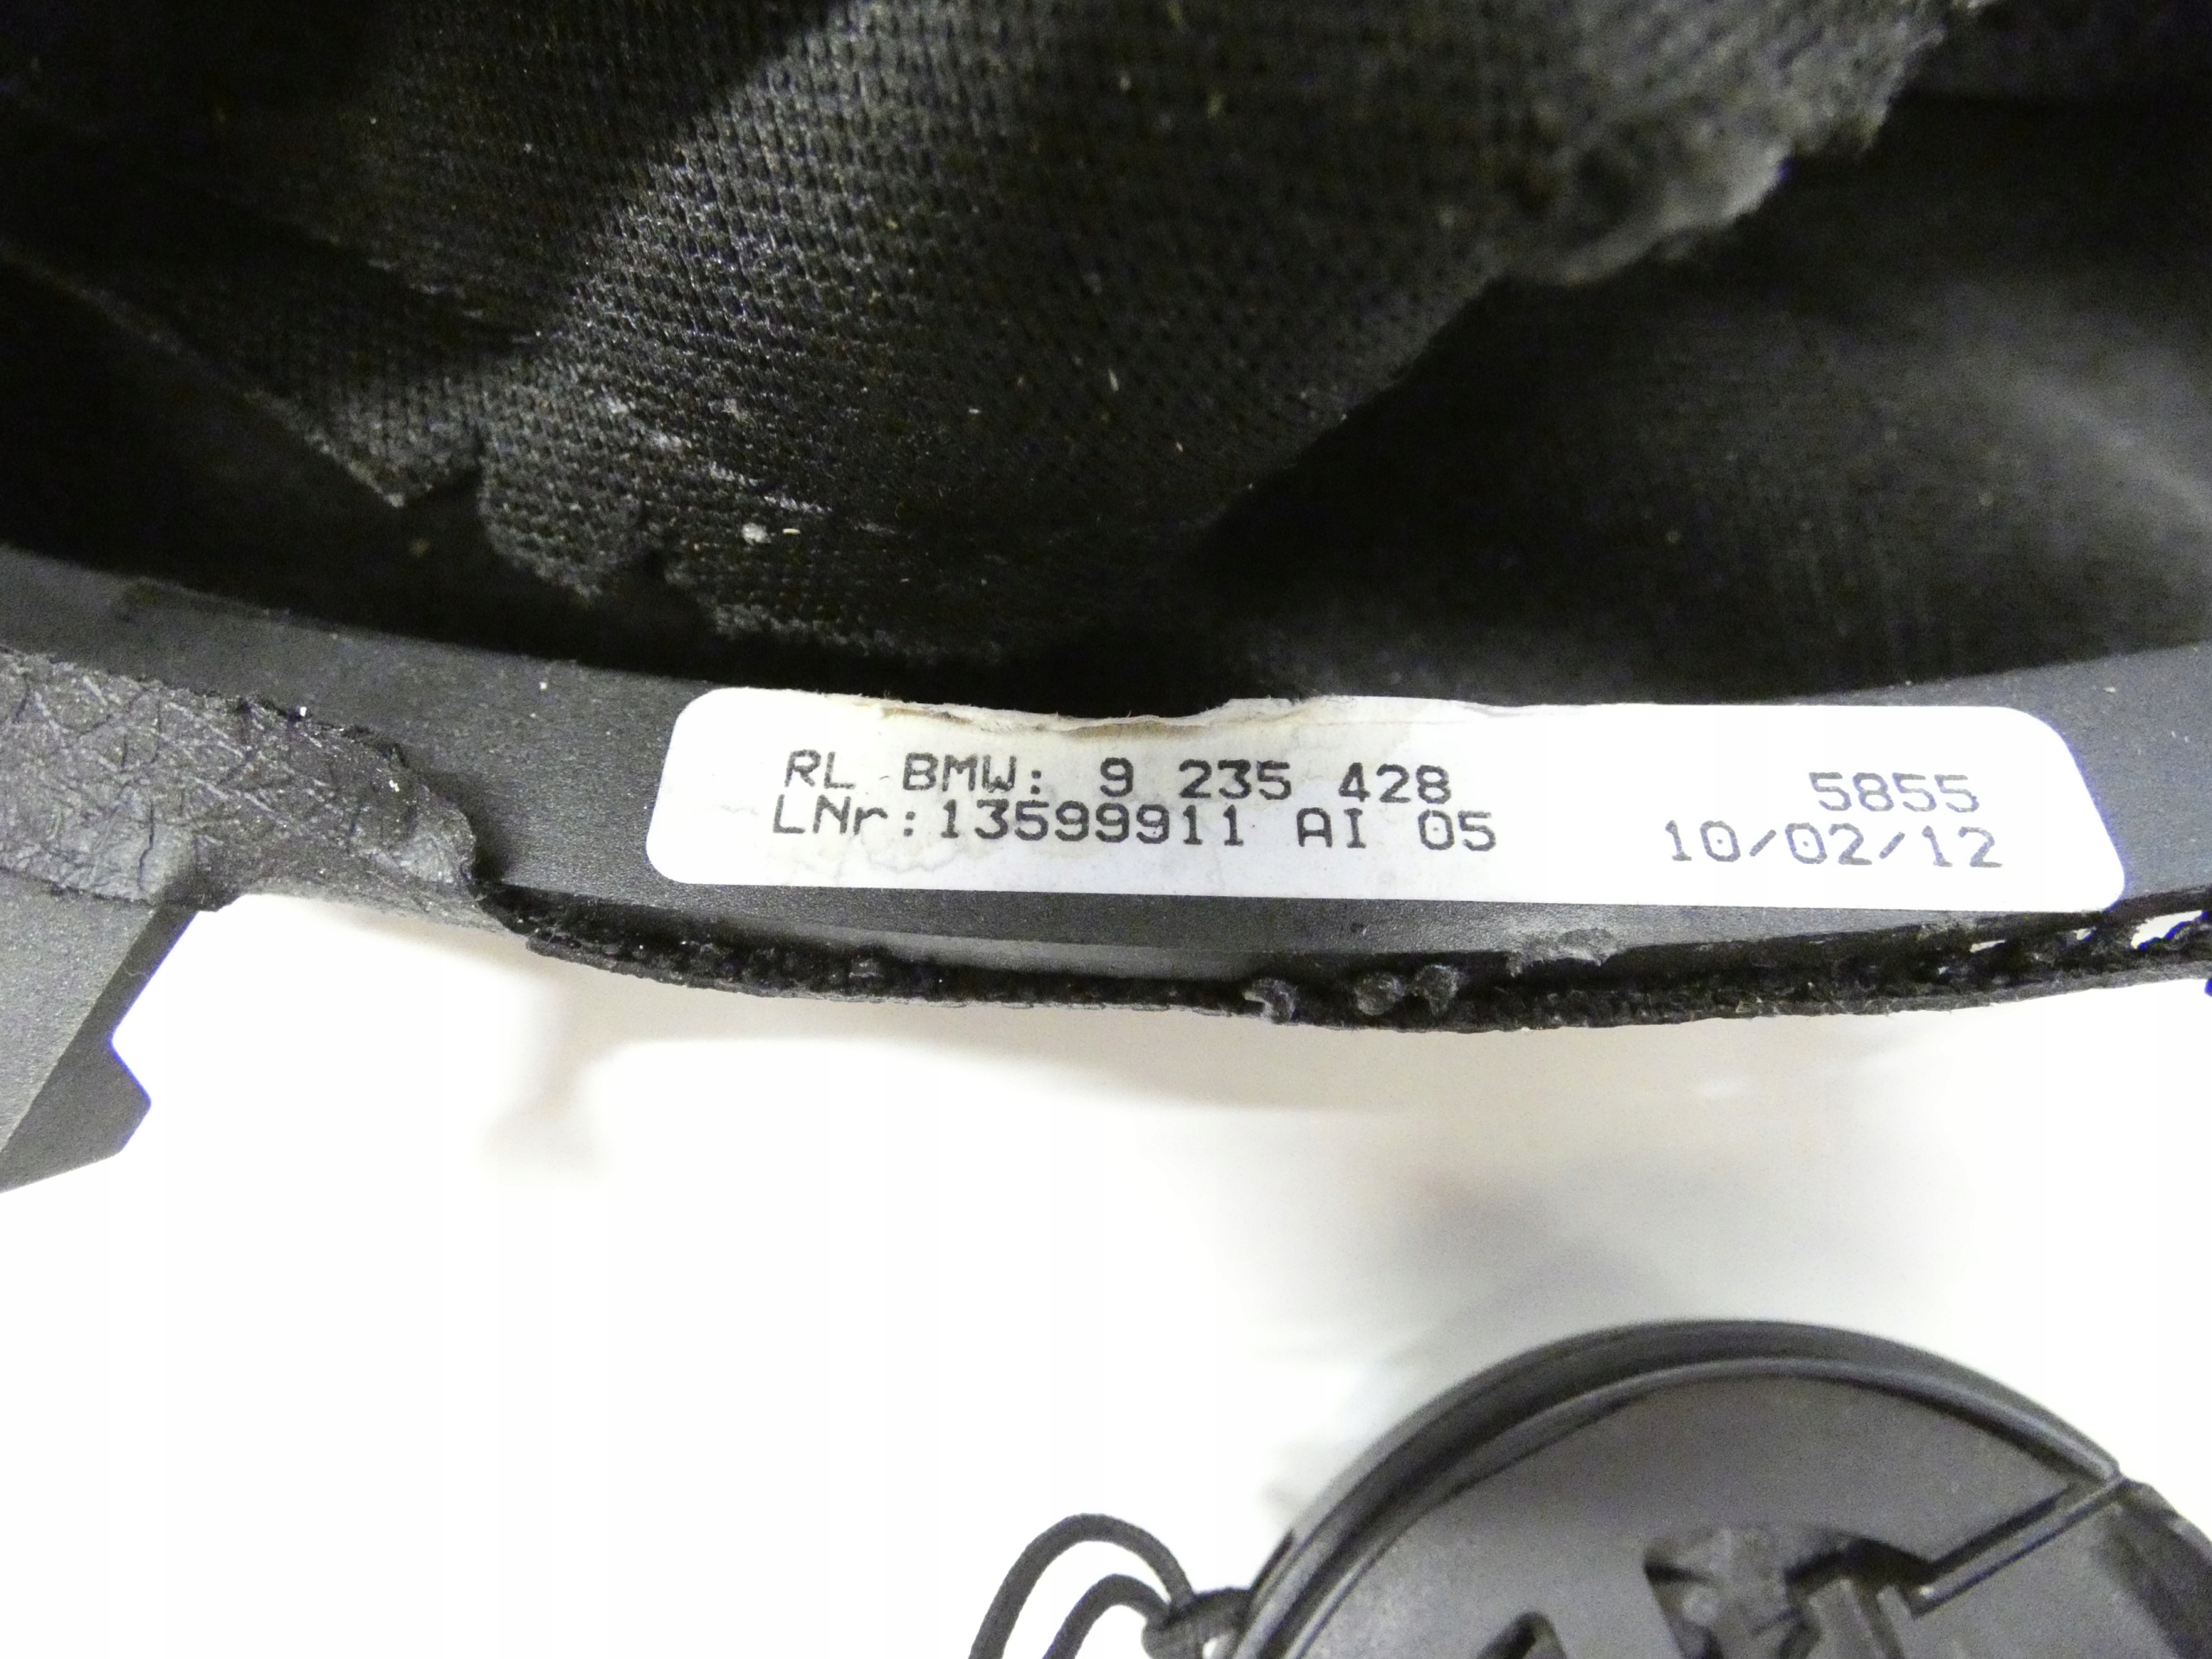 RL BMW: 9 235 428 5855
LNr:13599911 AI 05 10/02/12